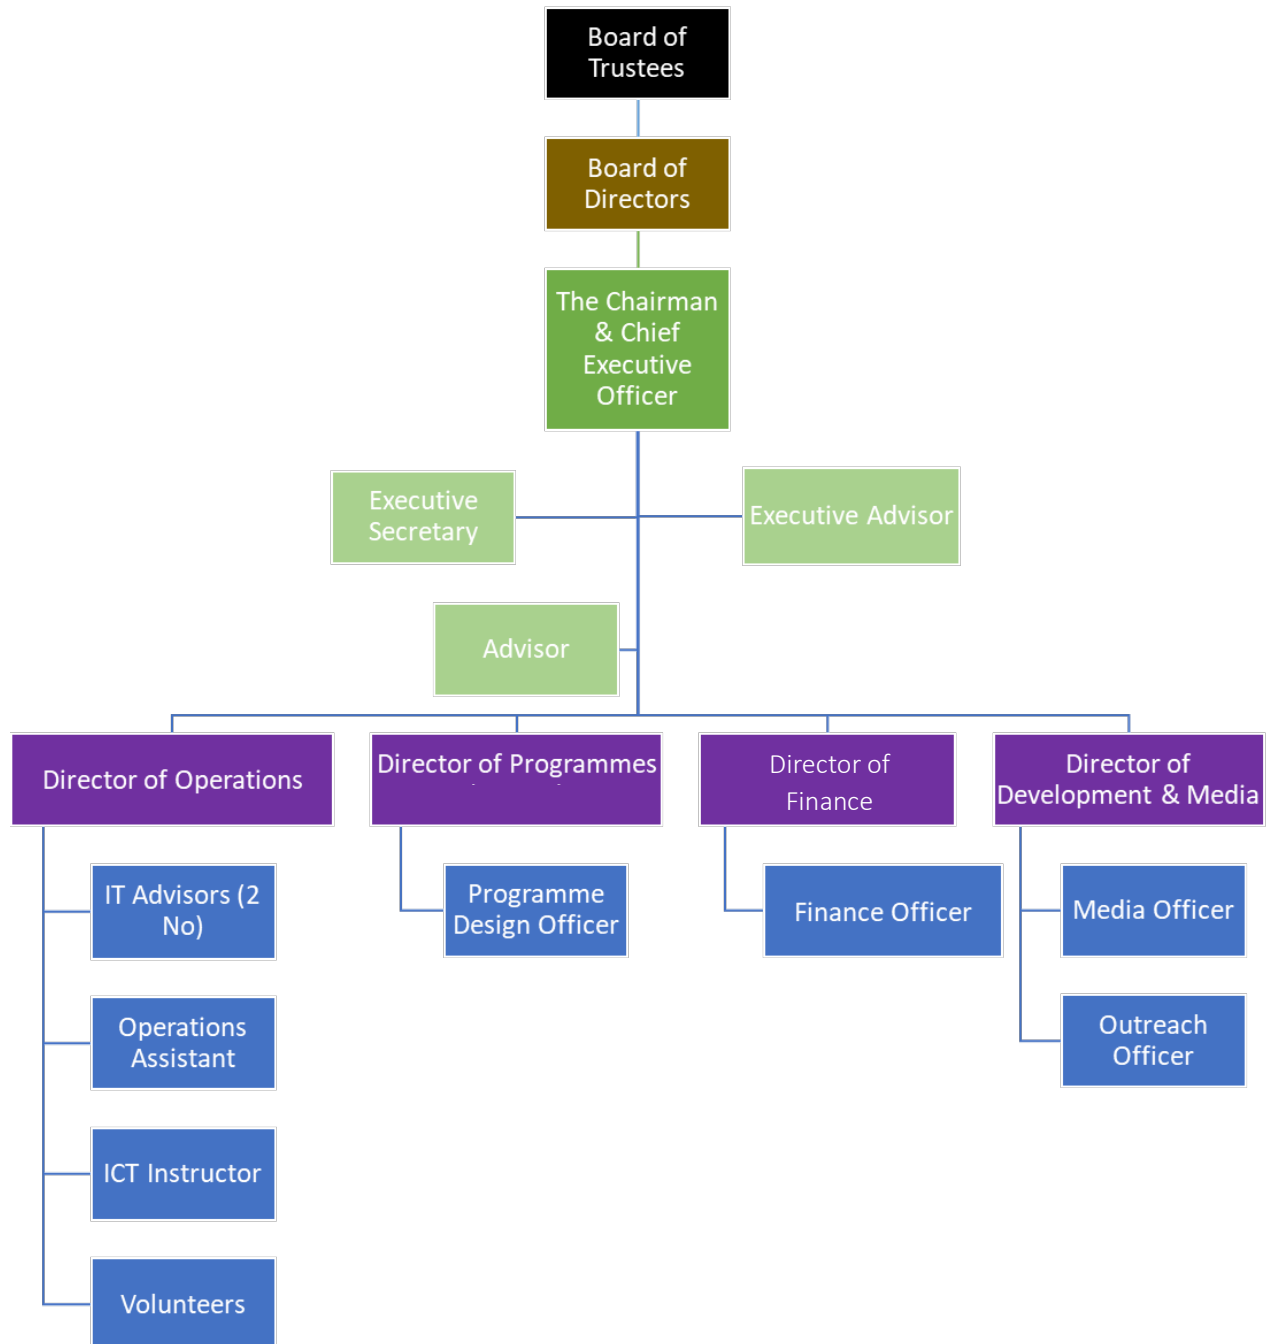 Board of
Trustees
Board of
Directors
The Chairman
& Chief
Executive
Officer
Executive
Secretary
Executive Advisor
Advisor
Director of Operations
Director of Programmes
Director of
Finance
Director of
Development & Media
IT Advisors (2
No)
Programme
Design Officer
Finance Officer
Media Officer
Operations
Assistant
Outreach
Officer
ICT Instructor
Volunteers